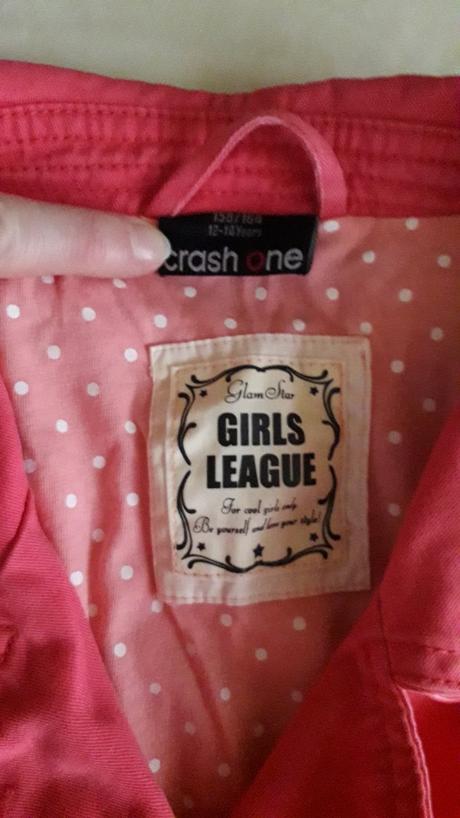 158/164
12-14 Years
crash one
Glam Star
GIRLS
LEAGUE
For cool girls only
Be yourself and love your style!